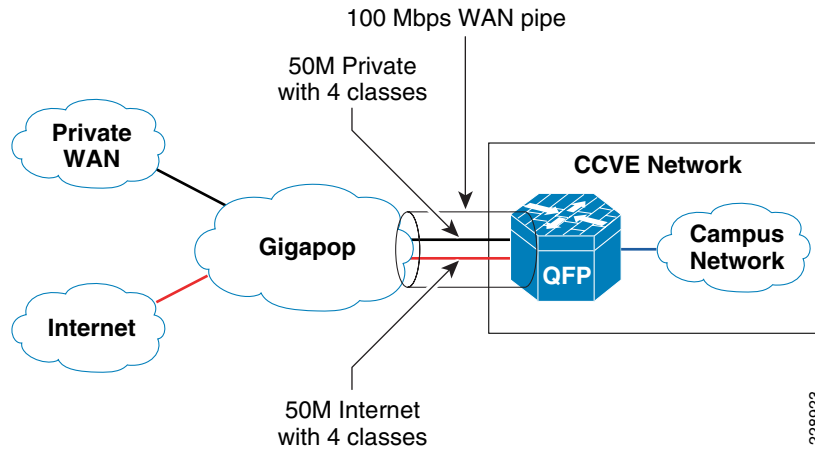 100 Mbps WAN pipe
50M Private
with 4 classes
Private
WAN
CCVE Network
Gigapop
QFP
Campus
Network
Internet
50M Internet
with 4 classes
228923